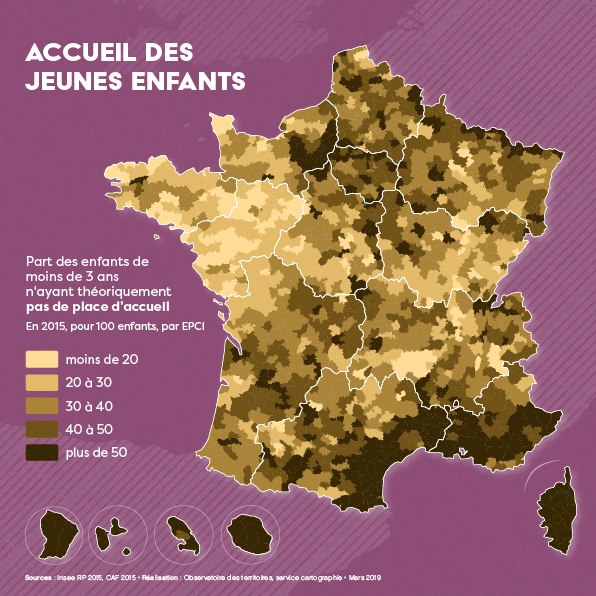 ACCUEIL DES
JEUNES ENFANTS
Part des enfants de
moins de 3 ans
n'ayant théoriquement
pas de place d'accueil
En 2015, pour 100 enfants, par EPCI
moins de 20
20 à 30
30 à 40
40 à 50
plus de 50
Sources : Insee RP 2015, CAF 2015 • Réalisation : Observatoire des territoires, service cartographie • Mars 2019